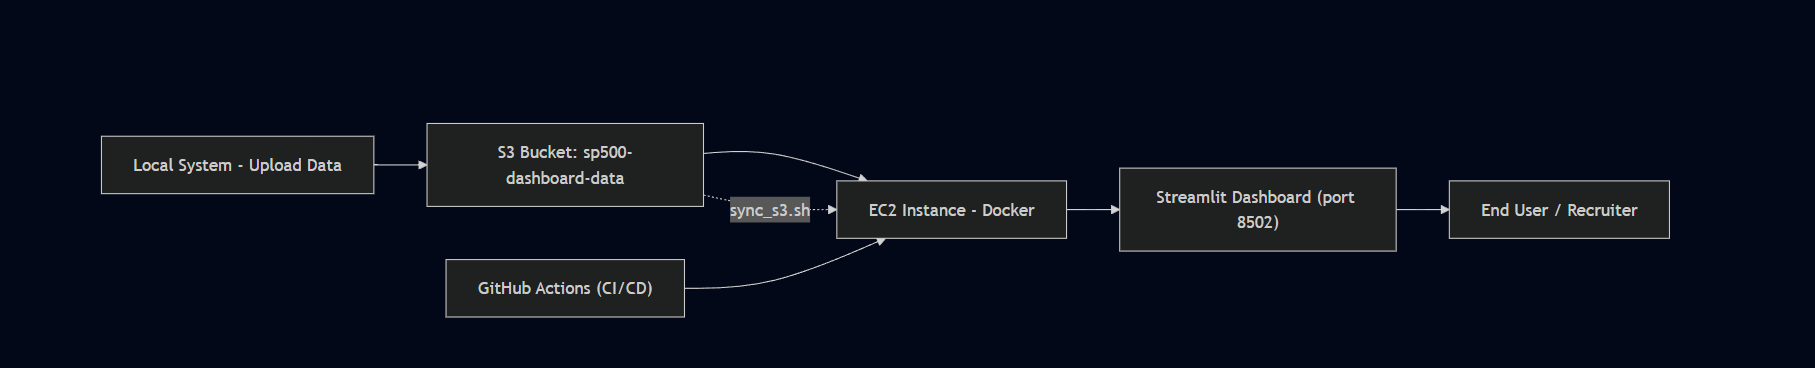 Local System - Upload Data
S3 Bucket: sp500-
dashboard-data
sync_s3.sh
EC2 Instance - Docker
GitHub Actions (CI/CD)
Streamlit Dashboard (port
8502)
End User / Recruiter